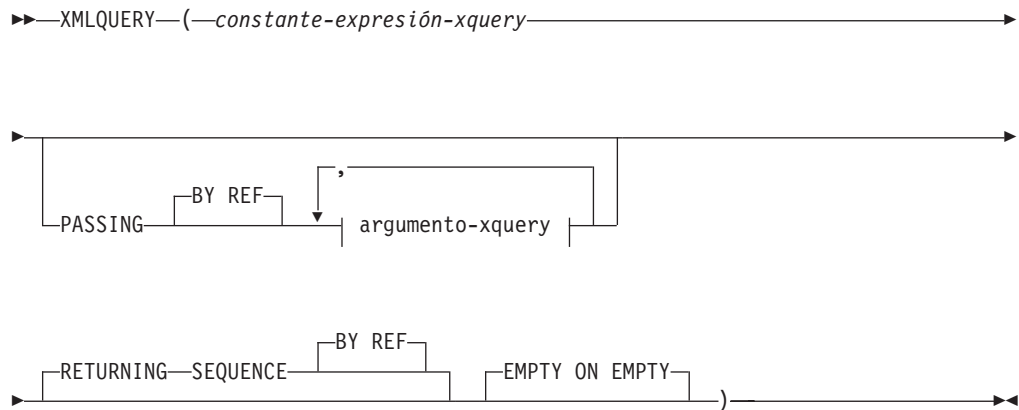 XMLQUERY ( constante-expresión-xquery
,
BY REF
PASSING argumento-xquery
BY REF
RETURNING SEQUENCE EMPTY ON EMPTY
)